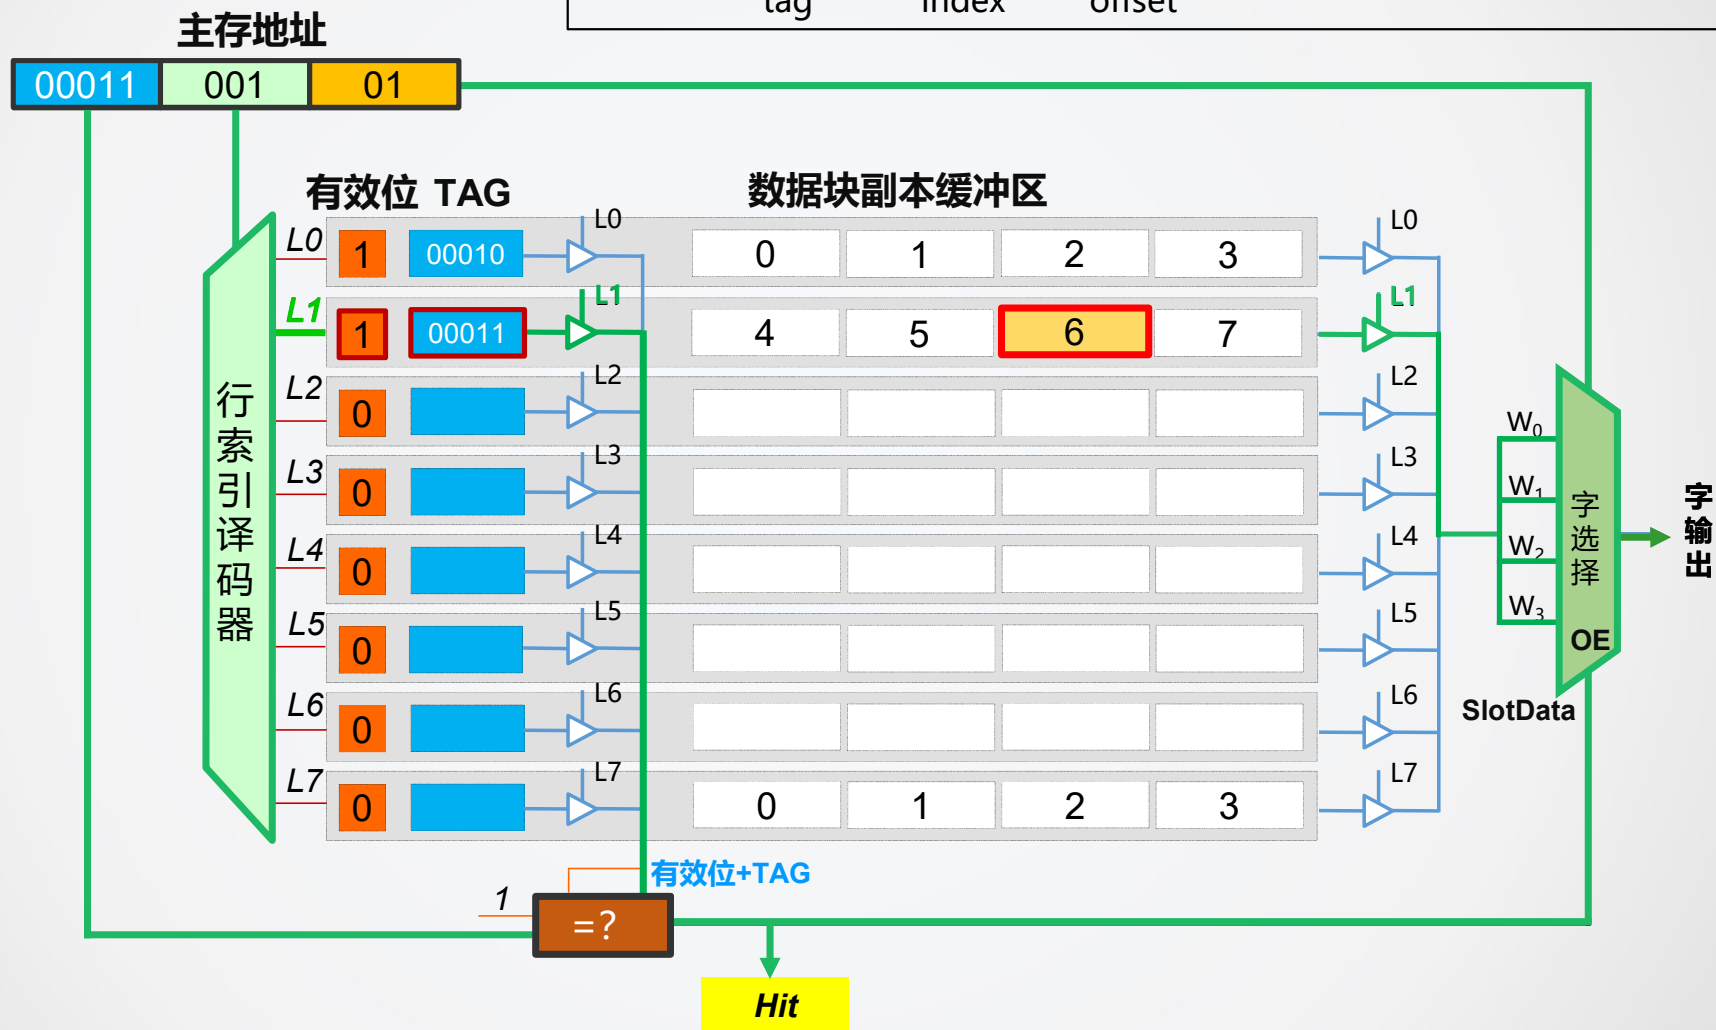 tag index offset
主存地址
00011 001 01
有效位 TAG 数据块副本缓冲区
L0 1 00010 L0 0 1 2 3 L0
L1 1 00011 L1 4 5 6 7 L1
L2 0 L2 L2
L3 0 L3 L3
L4 0 L4 L4
L5 0 L5 L5
L6 0 L6 L6
L7 0 L7 0 1 2 3 L7
行索引译码器
W0
W1
W2
W3
字选择
OE
SlotData
字输出
有效位+TAG
1
=?
Hit